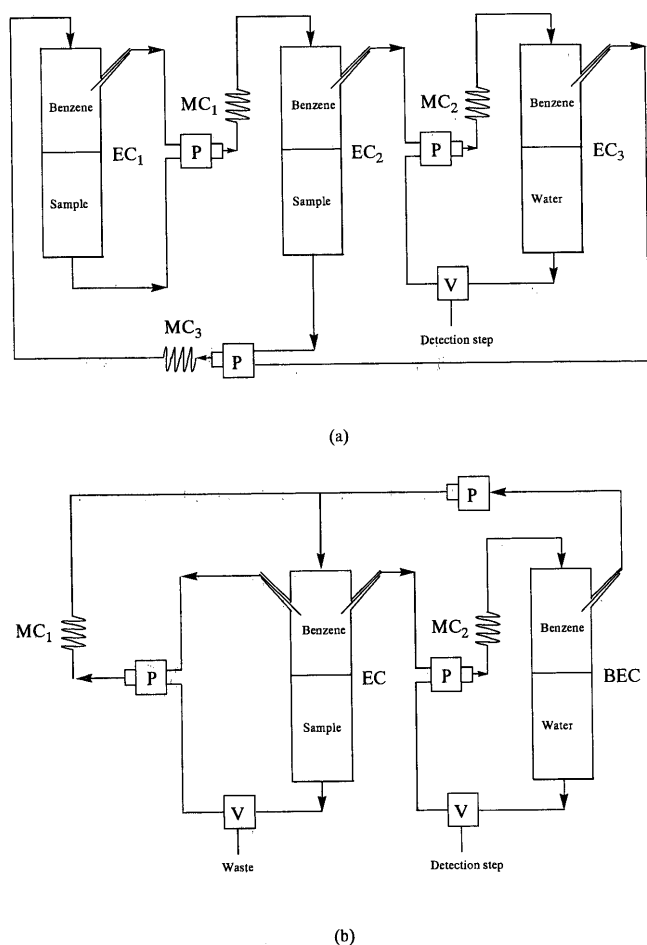 Benzene
EC₁
Sample
MC₁
P
Benzene
EC₂
Sample
MC₂
P
Benzene
EC₃
Water
V
Detection step
MC₃
P
(a)
P
MC₁
P
Benzene
EC
Sample
V
Waste
MC₂
P
Benzene
BEC
Water
V
Detection step
(b)